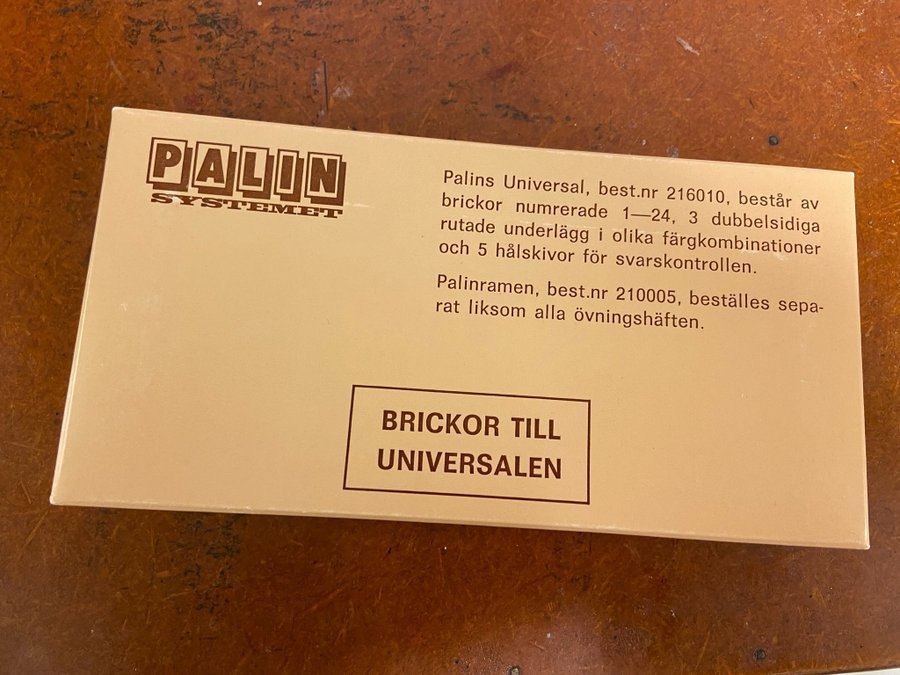 PALIN
SYSTEMET
Palins Universal, best.nr 216010, består av
brickor numrerade 1—24, 3 dubbelsidiga
rutade underlägg i olika färgkombinationer
och 5 hålskivor för svarskontrollen.
Palinramen, best.nr 210005, beställes sepa-
rat liksom alla övningshäften.
BRICKOR TILL
UNIVERSALEN